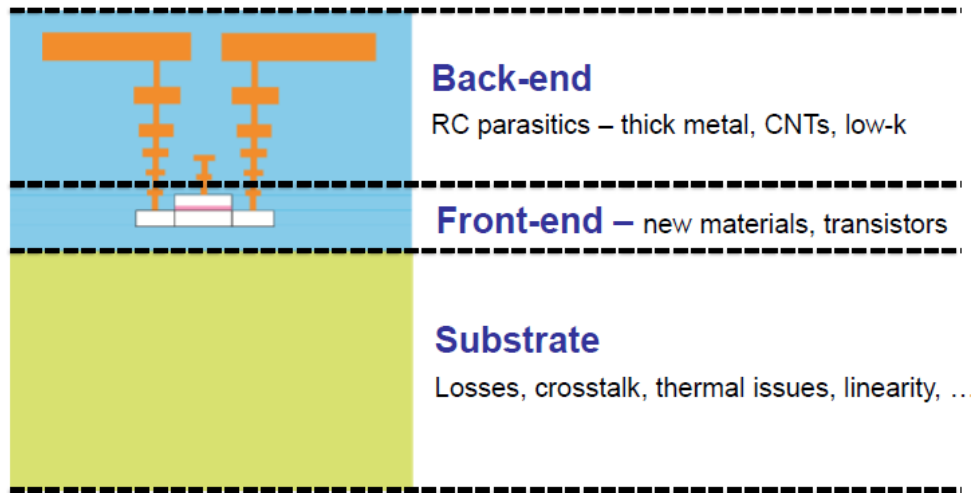 Back-end
RC parasitics – thick metal, CNTs, low-k
Front-end – new materials, transistors
Substrate
Losses, crosstalk, thermal issues, linearity, …